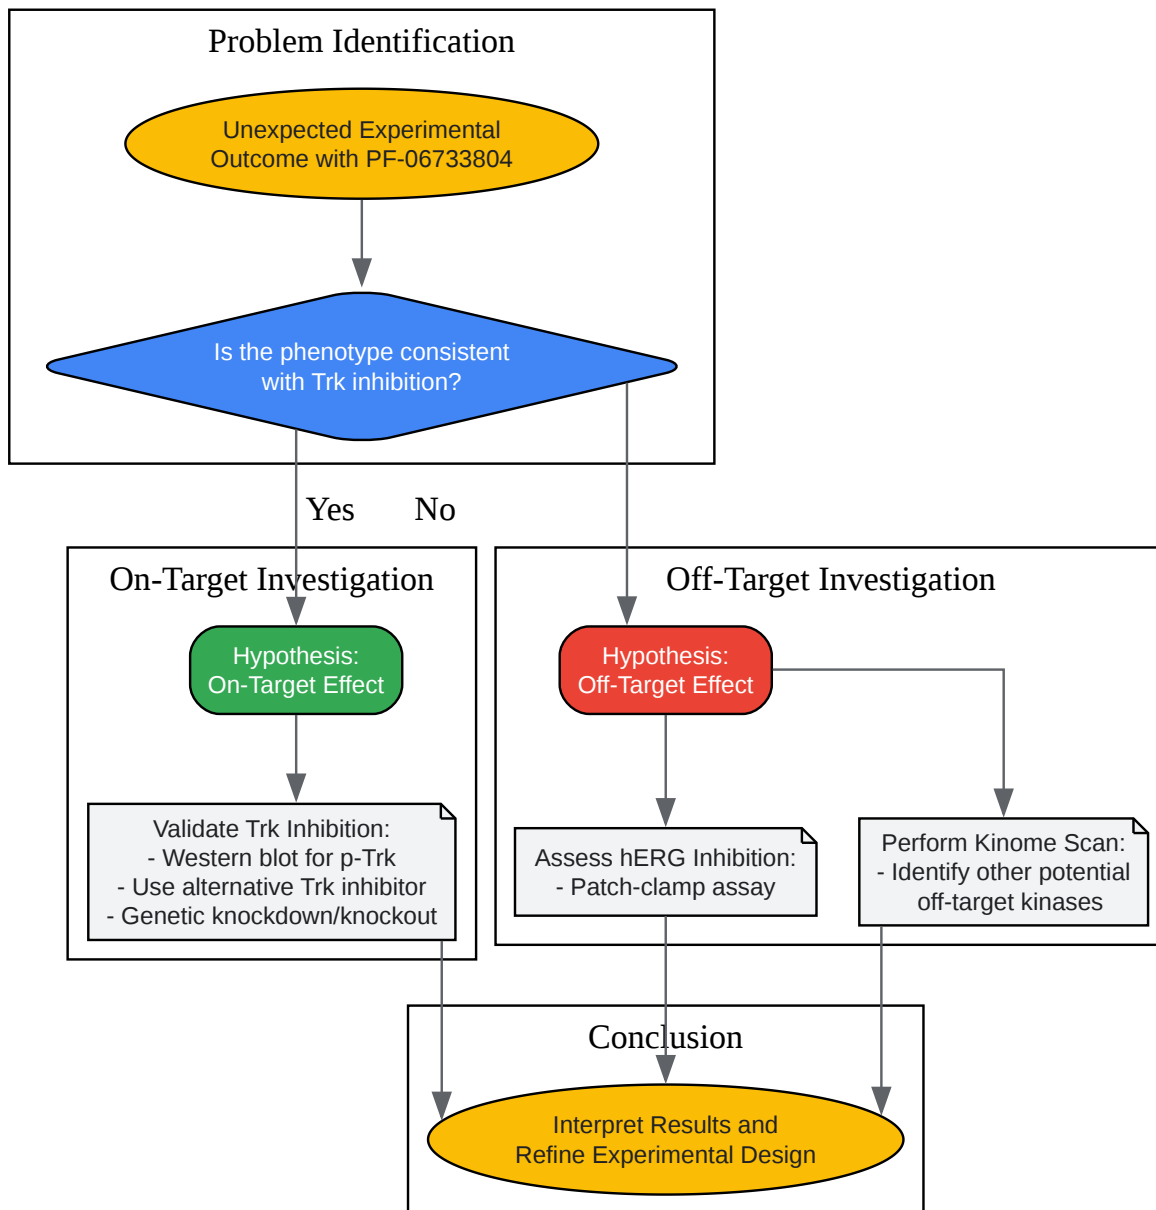 Problem Identification
Unexpected Experimental
Outcome with PF-06733804
Is the phenotype consistent
with Trk inhibition?
Yes
No
On-Target Investigation
Hypothesis:
On-Target Effect
Validate Trk Inhibition:
- Western blot for p-Trk
- Use alternative Trk inhibitor
- Genetic knockdown/knockout
Off-Target Investigation
Hypothesis:
Off-Target Effect
Assess hERG Inhibition:
- Patch-clamp assay
Perform Kinome Scan:
- Identify other potential
off-target kinases
Conclusion
Interpret Results and
Refine Experimental Design